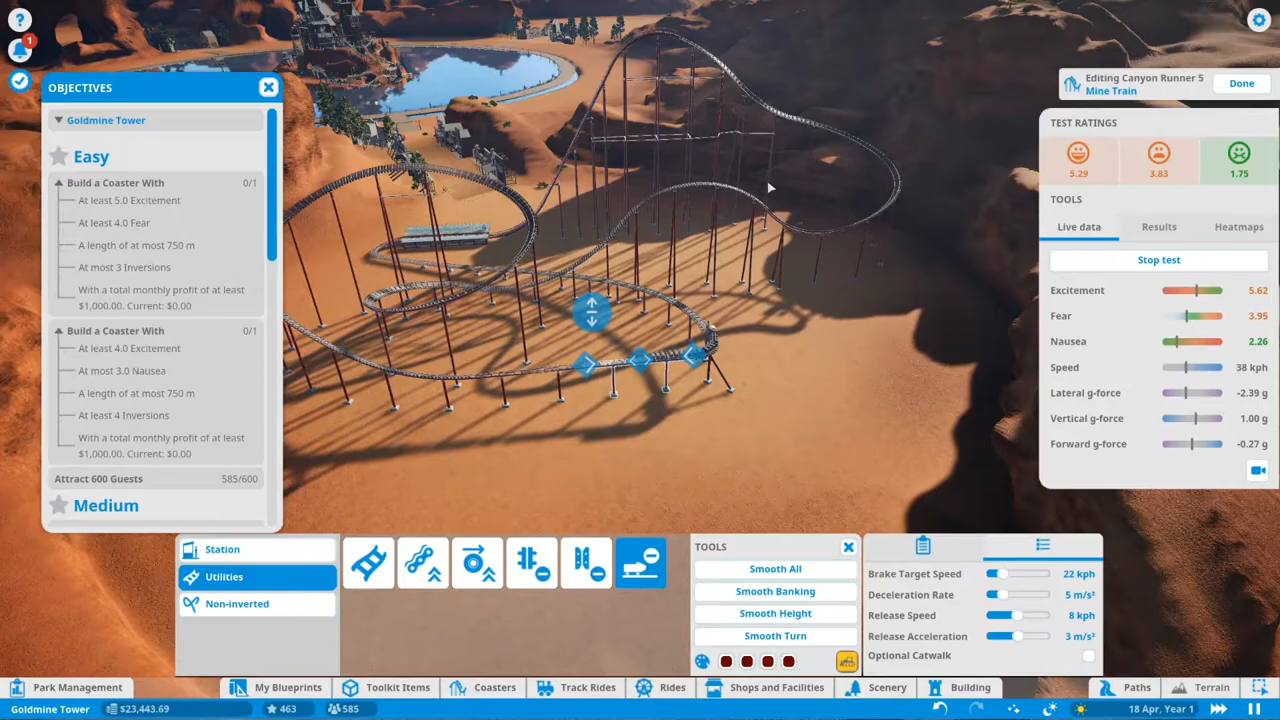 ?
1
OBJECTIVES
Goldmine Tower
Easy
Build a Coaster With 0/1
At least 5.0 Excitement
At least 4.0 Fear
A length of at most 750 m
At most 3 Inversions
With a total monthly profit of at least
$1,000.00. Current: $0.00
Build a Coaster With 0/1
At least 4.0 Excitement
At most 3.0 Nausea
A length of at most 750 m
At least 4 Inversions
With a total monthly profit of at least
$1,000.00. Current: $0.00
Attract 600 Guests 585/600
Medium
Editing Canyon Runner 5
Mine Train
Done
TEST RATINGS
5.29 3.83 1.75
TOOLS
Live data Results Heatmaps
Stop test
Excitement 5.62
Fear 3.95
Nausea 2.26
Speed 38 kph
Lateral g-force -2.39 g
Vertical g-force 1.00 g
Forward g-force -0.27 g
Station
Utilities
Non-inverted
TOOLS
Smooth All
Smooth Banking
Smooth Height
Smooth Turn
Brake Target Speed 22 kph
Deceleration Rate 5 m/s²
Release Speed 8 kph
Release Acceleration 3 m/s²
Optional Catwalk
Park Management My Blueprints Toolkit Items Coasters Track Rides Rides Shops and Facilities Scenery Building Paths Terrain
Goldmine Tower $23,443.69 463 585 18 Apr, Year 1